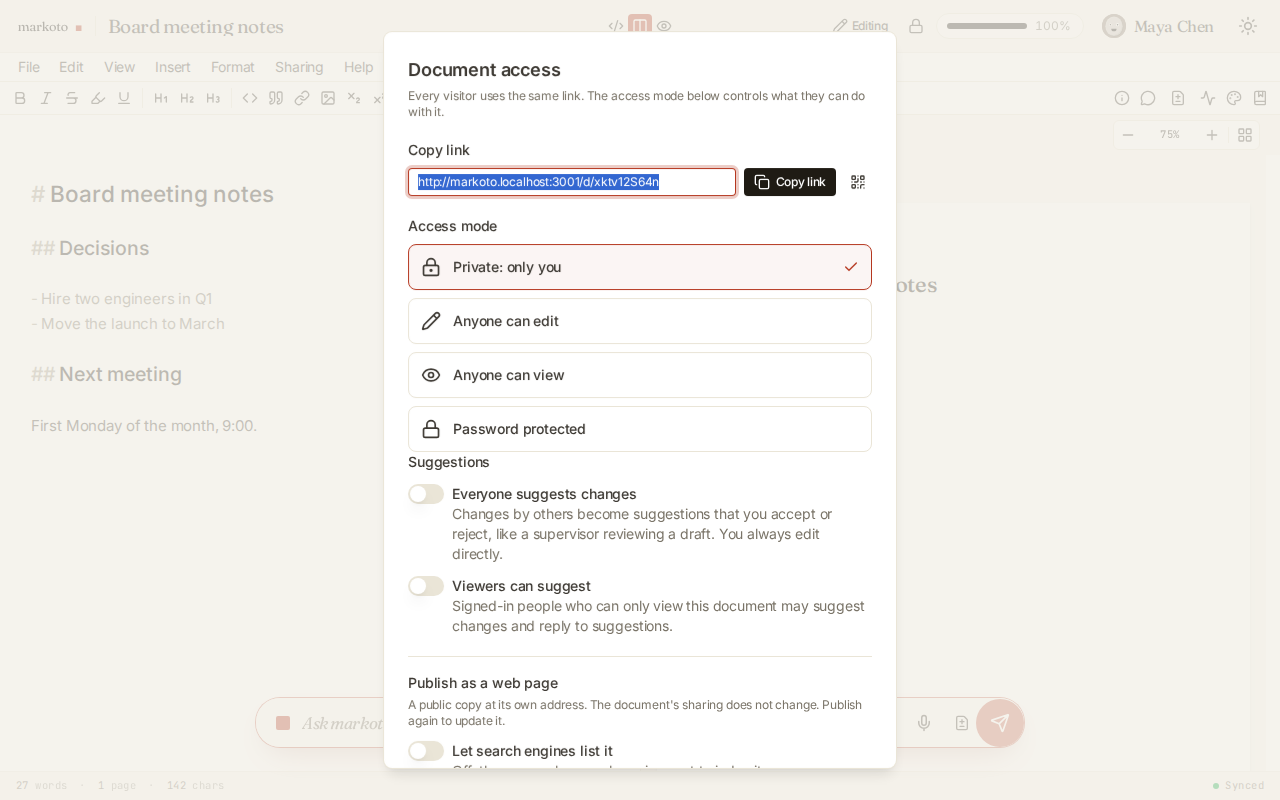 markoto
Board meeting notes
Editing
100%
Maya Chen
File Edit View Insert Format Sharing Help
H1 H2 H3
75%
# Board meeting notes
## Decisions
- Hire two engineers in Q1
- Move the launch to March
## Next meeting
First Monday of the month, 9:00.
otes
Document access
Every visitor uses the same link. The access mode below controls what they can do
with it.
Copy link
http://markoto.localhost:3001/d/xktv12S64n
Copy link
Access mode
Private: only you
Anyone can edit
Anyone can view
Password protected
Suggestions
Everyone suggests changes
Changes by others become suggestions that you accept or
reject, like a supervisor reviewing a draft. You always edit
directly.
Viewers can suggest
Signed-in people who can only view this document may suggest
changes and reply to suggestions.
Publish as a web page
A public copy at its own address. The document's sharing does not change. Publish
again to update it.
Let search engines list it
Ask markot
27 words · 1 page · 142 chars
Synced